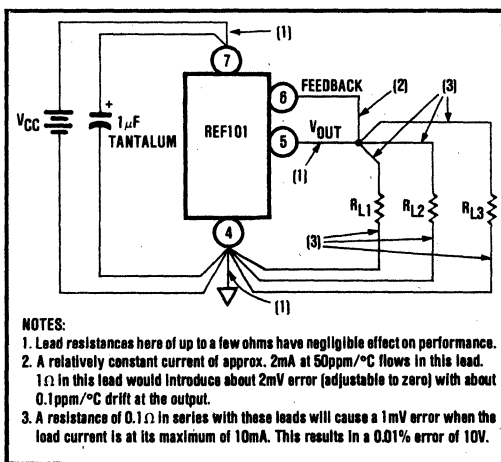 (1)
7
6
FEEDBACK
(2)
(3)
VCC
+
1µF
TANTALUM
REF101
5
VOUT
(1)
RL1
RL2
RL3
4
(3)
(1)
NOTES:
1. Lead resistances here of up to a few ohms have negligible effect on performance.
2. A relatively constant current of approx. 2mA at 50ppm/°C flows in this lead.
1Ω in this lead would introduce about 2mV error (adjustable to zero) with about
0.1ppm/°C drift at the output.
3. A resistance of 0.1Ω in series with these leads will cause a 1mV error when the
load current is at its maximum of 10mA. This results in a 0.01% error of 10V.